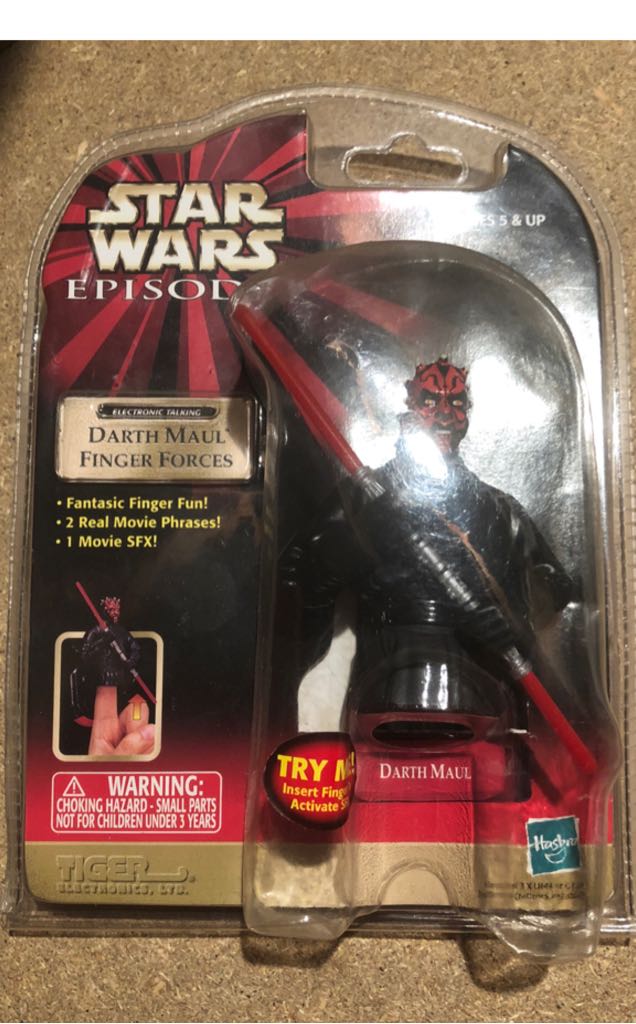 STAR
WARS
EPISOD
ES 5 & UP
ELECTRONIC TALKING
DARTH MAUL™
FINGER FORCES
• Fantasic Finger Fun!
• 2 Real Movie Phrases!
• 1 Movie SFX!
TRY M!
Insert Fing
Activate S
DARTH MAUL
WARNING:
CHOKING HAZARD - SMALL PARTS
NOT FOR CHILDREN UNDER 3 YEARS
TIGER®
ELECTRONICS, LTD.
Hasbro